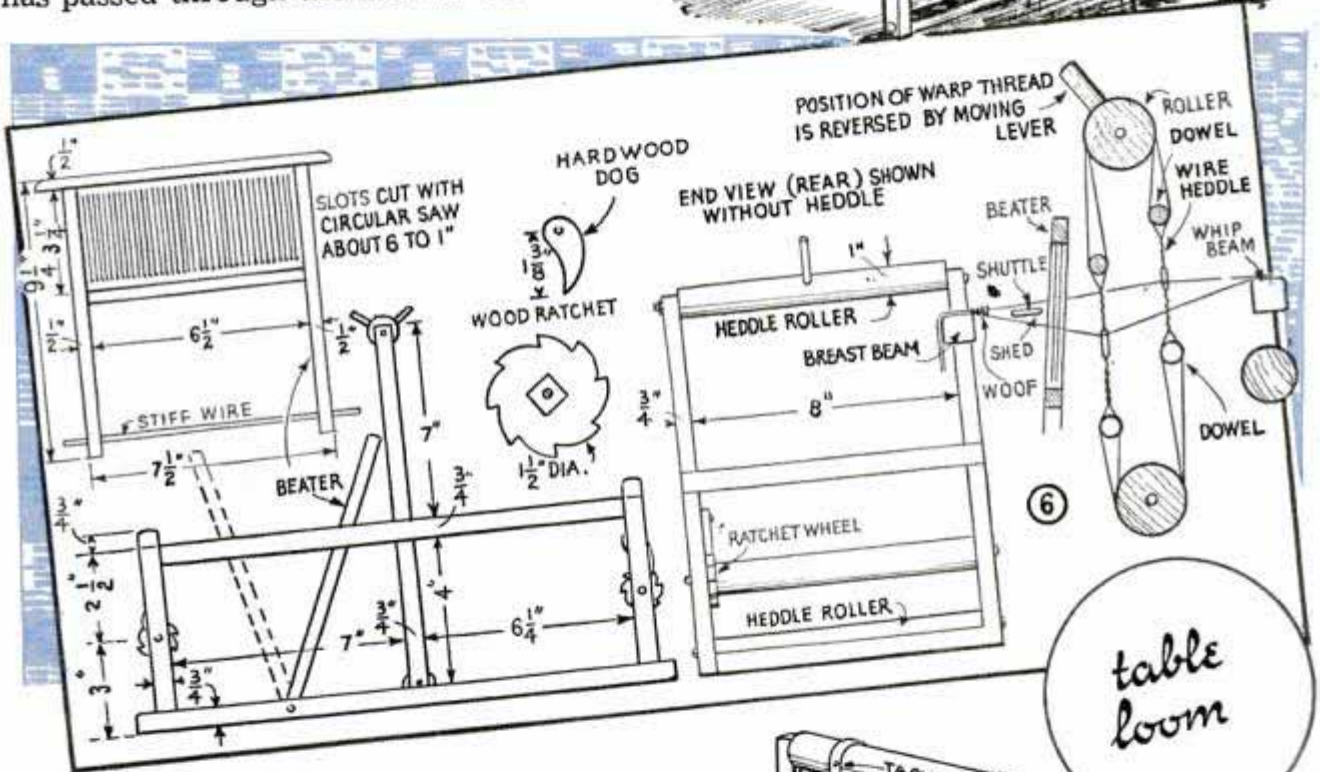 has passed through
1/2"
9 1/4"
3 1/4"
1/2"
6 1/2"
1/2"
STIFF WIRE
7 1/2"
BEATER
SLOTS CUT WITH
CIRCULAR SAW
ABOUT 6 TO 1"
HARDWOOD
DOG
1 3/8"
WOOD RATCHET
1 1/2" DIA.
7"
3/4"
3/4"
2 1/2"
3"
3/4"
7"
3/4"
4"
6 1/4"
END VIEW (REAR) SHOWN
WITHOUT HEDDLE
1"
HEDDLE ROLLER
BREAST BEAM
3/4"
8"
RATCHET WHEEL
HEDDLE ROLLER
POSITION OF WARP THREAD
IS REVERSED BY MOVING
LEVER
ROLLER
DOWEL
WIRE
HEDDLE
WHIP
BEAM
BEATER
SHUTTLE
SHED
WOOF
DOWEL
6
table
loom